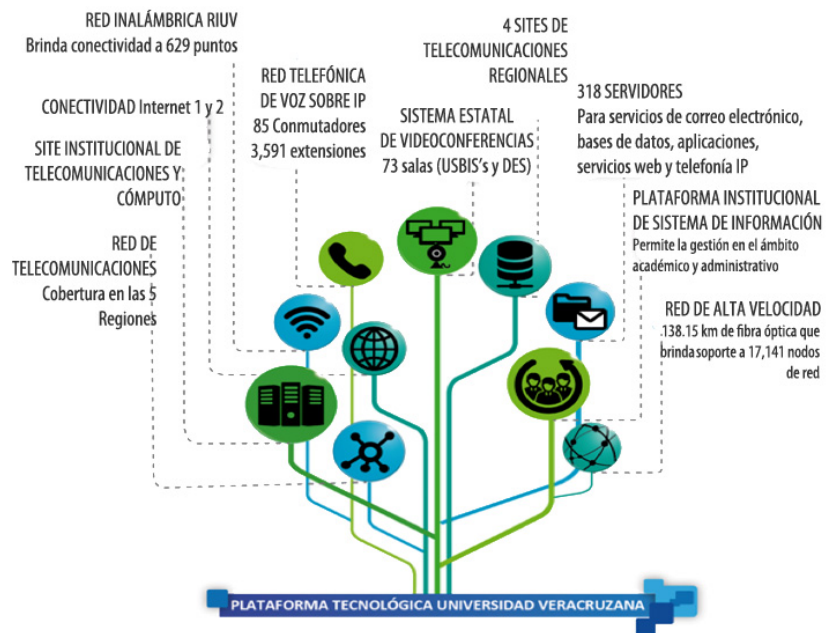 RED INALÁMBRICA RIUV
Brinda conectividad a 629 puntos
CONECTIVIDAD Internet 1 y 2
SITE INSTITUCIONAL DE
TELECOMUNICACIONES Y
CÓMPUTO
RED DE
TELECOMUNICACIONES
Cobertura en las 5
Regiones
RED TELEFÓNICA
DE VOZ SOBRE IP
85 Conmutadores
3,591 extensiones
SISTEMA ESTATAL
DE VIDEOCONFERENCIAS
73 salas (USBIS's y DES)
4 SITES DE
TELECOMUNICACIONES
REGIONALES
318 SERVIDORES
Para servicios de correo electrónico,
bases de datos, aplicaciones,
servicios web y telefonía IP
PLATAFORMA INSTITUCIONAL
DE SISTEMA DE INFORMACIÓN
Permite la gestión en el ámbito
académico y administrativo
RED DE ALTA VELOCIDAD
138.15 km de fibra óptica que
brinda soporte a 17,141 nodos
de red
PLATAFORMA TECNOLÓGICA UNIVERSIDAD VERACRUZANA